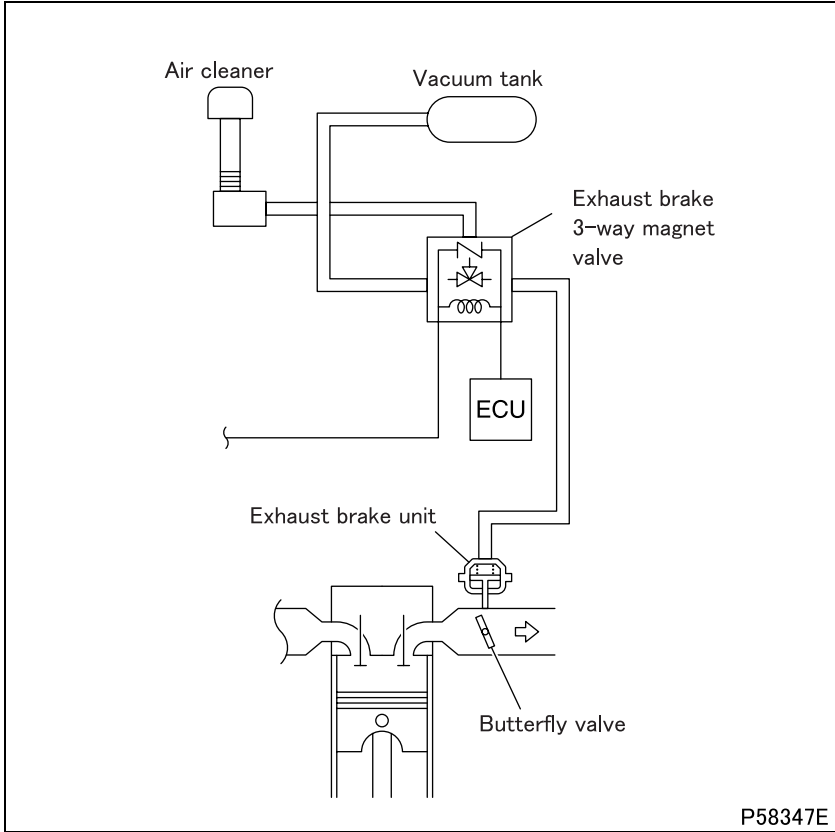 Air cleaner
Vacuum tank
Exhaust brake
3-way magnet
valve
ECU
Exhaust brake unit
Butterfly valve
P58347E